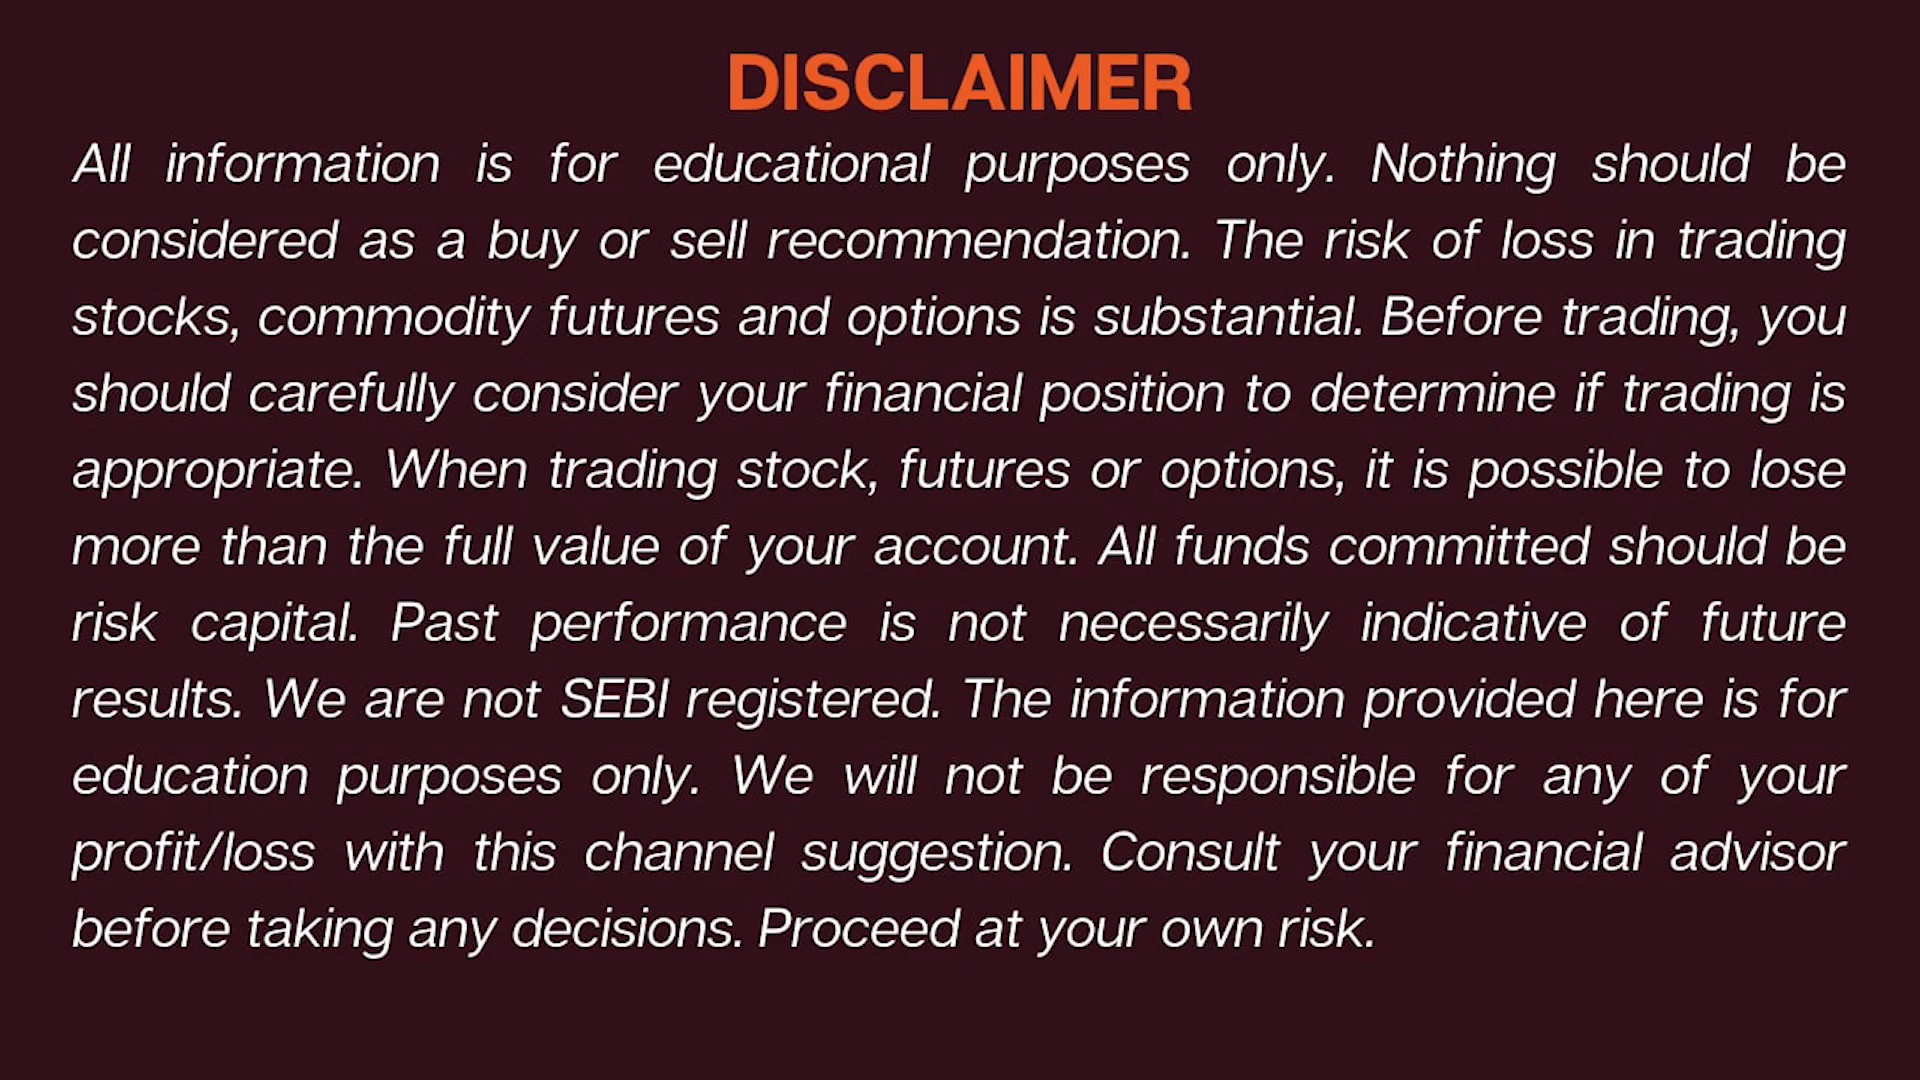 DISCLAIMER
All information is for educational purposes only. Nothing should be
considered as a buy or sell recommendation. The risk of loss in trading
stocks, commodity futures and options is substantial. Before trading, you
should carefully consider your financial position to determine if trading is
appropriate. When trading stock, futures or options, it is possible to lose
more than the full value of your account. All funds committed should be
risk capital. Past performance is not necessarily indicative of future
results. We are not SEBI registered. The information provided here is for
education purposes only. We will not be responsible for any of your
profit/loss with this channel suggestion. Consult your financial advisor
before taking any decisions. Proceed at your own risk.